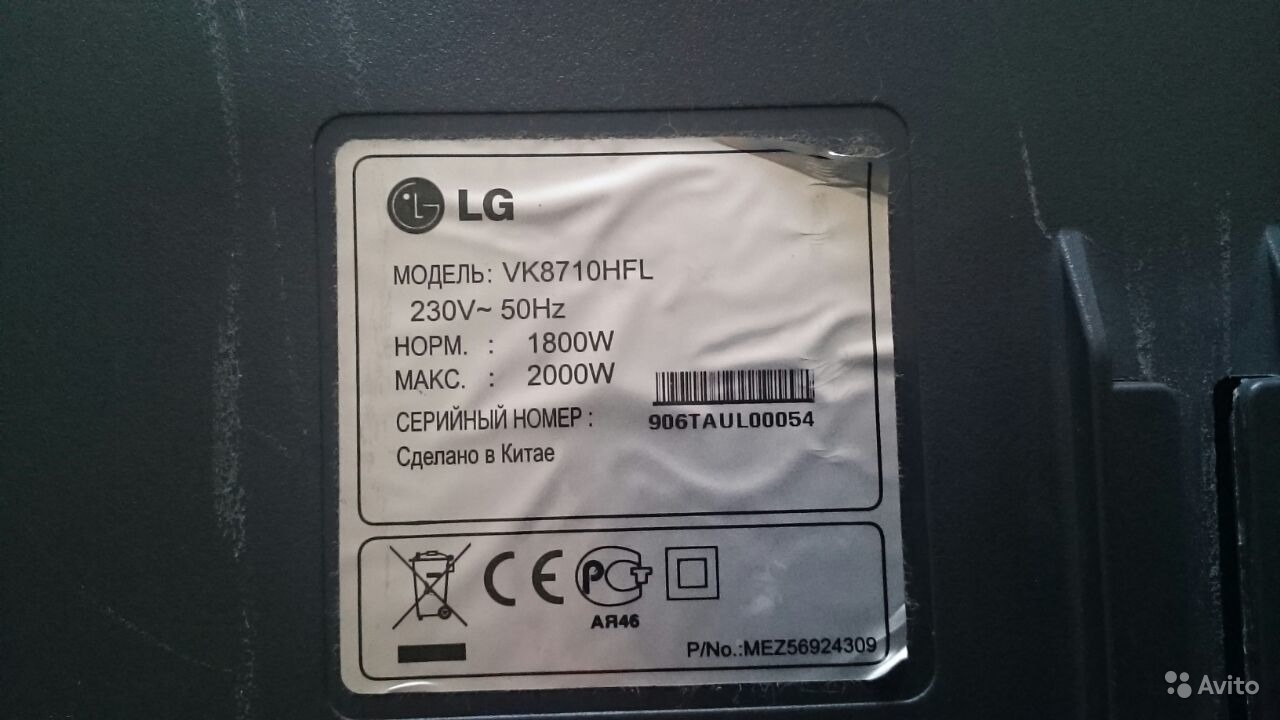 LG
МОДЕЛЬ: VK8710HFL
230V~ 50Hz
НОРМ. : 1800W
МАКС. : 2000W
СЕРИЙНЫЙ НОМЕР :
906TAUL00054
Сделано в Китае
CE PCT
АЯ46
P/No.:MEZ56924309
Avito